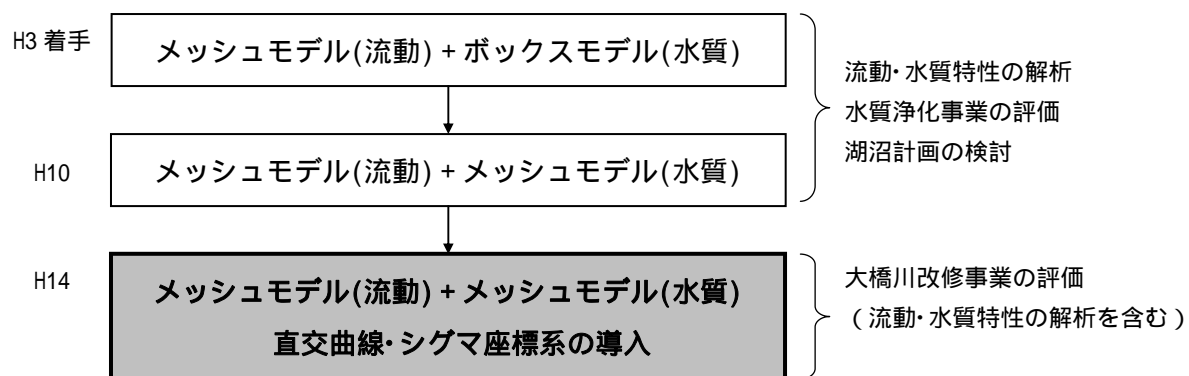 H3 着手
メッシュモデル(流動) + ボックスモデル(水質)
流動・水質特性の解析
水質浄化事業の評価
湖沼計画の検討
H10
メッシュモデル(流動) + メッシュモデル(水質)
H14
メッシュモデル(流動) + メッシュモデル(水質)
直交曲線・シグマ座標系の導入
大橋川改修事業の評価
(流動・水質特性の解析を含む)